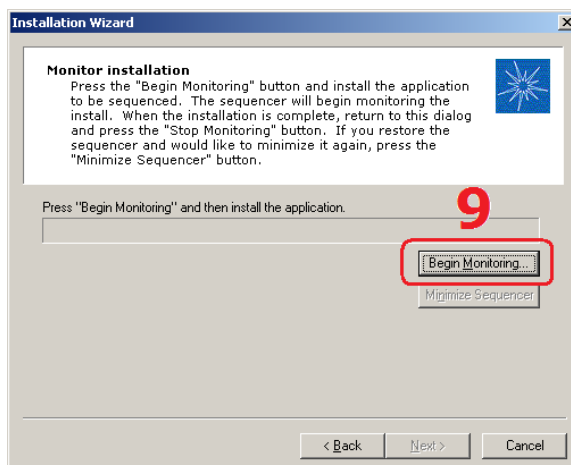 Installation Wizard
Monitor installation
Press the "Begin Monitoring" button and install the application
to be sequenced. The sequencer will begin monitoring the
install. When the installation is complete, return to this dialog
and press the "Stop Monitoring" button. If you restore the
sequencer and would like to minimize it again, press the
"Minimize Sequencer" button.
9
Press "Begin Monitoring" and then install the application.
Begin Monitoring...
Minimize Sequencer
< Back
Next >
Cancel